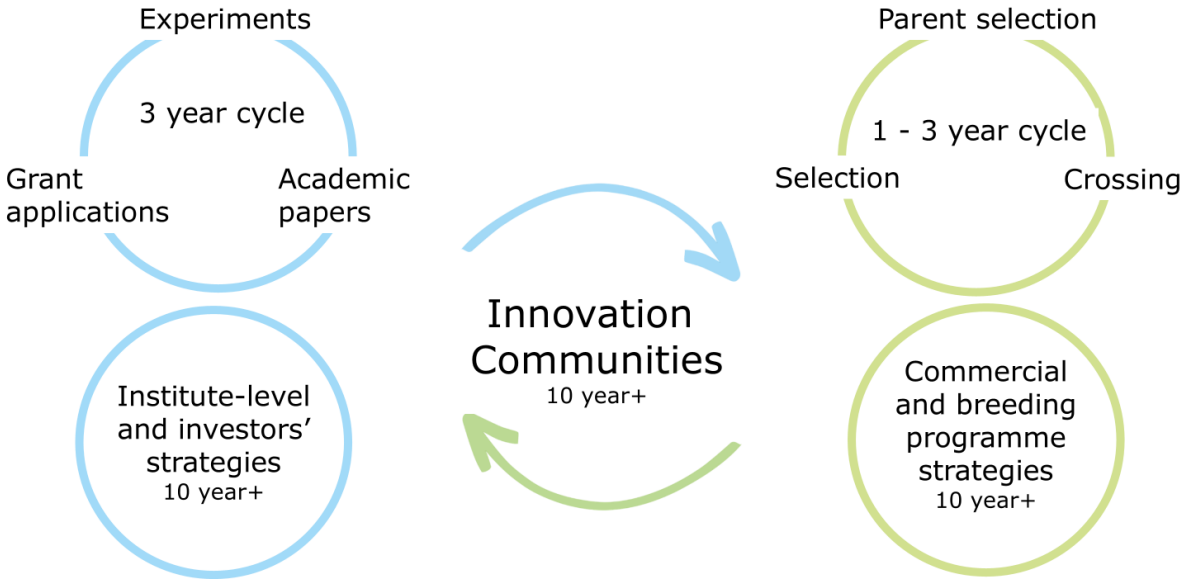 Experiments
3 year cycle
Grant
applications
Academic
papers
Institute-level
and investors’
strategies
10 year+
Innovation
Communities
10 year+
Parent selection
1 - 3 year cycle
Selection
Crossing
Commercial
and breeding
programme
strategies
10 year+